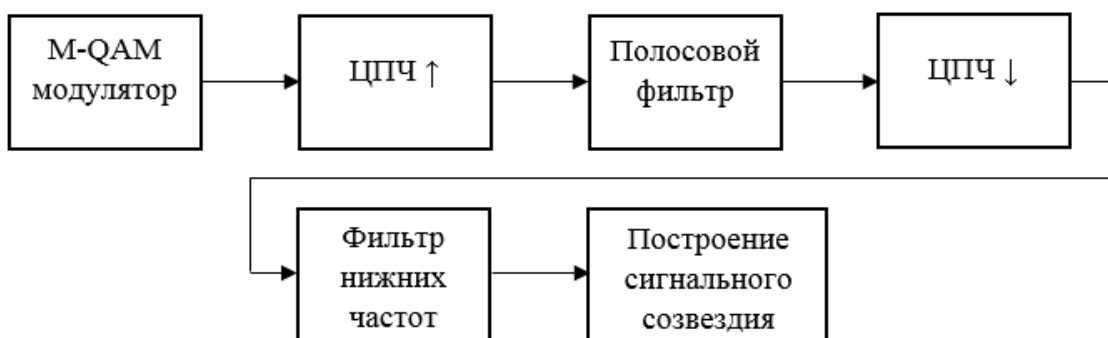 M-QAM
модулятор
ЦПЧ ↑
Полосовой
фильтр
ЦПЧ ↓
Фильтр
нижних
частот
Построение
сигнального
созвездия